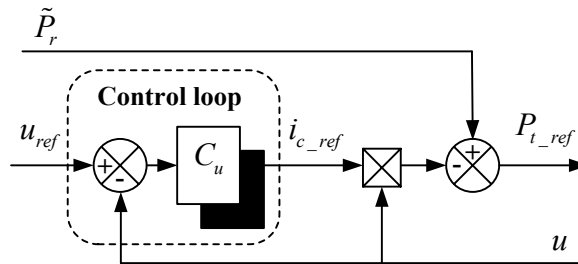 P̃_r
Control loop
u_ref
+
-
C_u
i_c_ref
-
+
P_t_ref
u